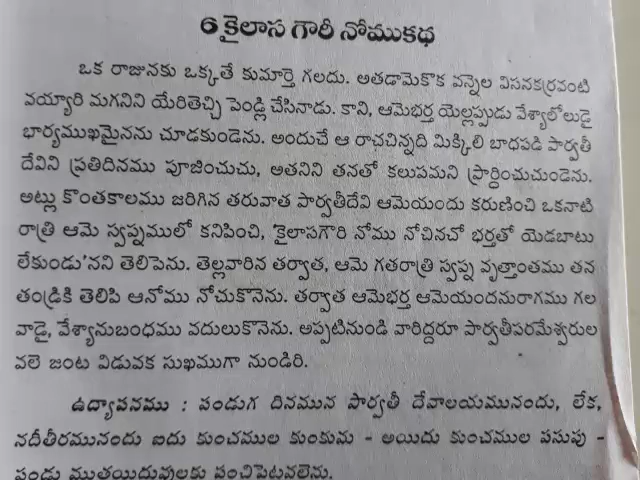 6 కైలాస గౌరీ నోముకథ
ఒక రాజునకు ఒక్కతే కుమార్తె గలదు. అతడామెకొక వన్నెల విసనకర్రవంటి
వయ్యారి మగనిని యేరితెచ్చి పెండ్లి చేసినాడు. కాని, ఆమెభర్త యెల్లప్పుడు వేశ్యాలోలుడై
భార్యముఖమైనను చూడకుండెను. అందుచే ఆ రాచచిన్నది మిక్కిలి బాధపడి పార్వతీ
దేవిని ప్రతిదినము పూజించుచు, అతనిని తనతో కలుపమని ప్రార్థించుచుండెను.
అట్లు కొంతకాలము జరిగిన తరువాత పార్వతీదేవి ఆమెయందు కరుణించి ఒకనాటి
రాత్రి ఆమె స్వప్నములో కనిపించి, 'కైలాసగౌరి నోము నోచినచో భర్తతో యెడబాటు
లేకుండు'నని తెలిపెను. తెల్లవారిన తర్వాత, ఆమె గతరాత్రి స్వప్న వృత్తాంతము తన
తండ్రికి తెలిపి ఆనోము నోచుకొనెను. తర్వాత ఆమెభర్త ఆమెయందనురాగము గల
వాడై, వేశ్యానుబంధము వదులుకొనెను. అప్పటినుండి వారిద్దరూ పార్వతీపరమేశ్వరుల
వలె జంట విడువక సుఖముగా నుండిరి.
ఉద్యాపనము : పండుగ దినమున పార్వతీ దేవాలయమునందు, లేక,
నదీతీరమునందు ఐదు కుంచముల కుంకుమ - అయిదు కుంచముల పసుపు -
పండు ముత్తయిదువులకు పంచిపెటవలెను.